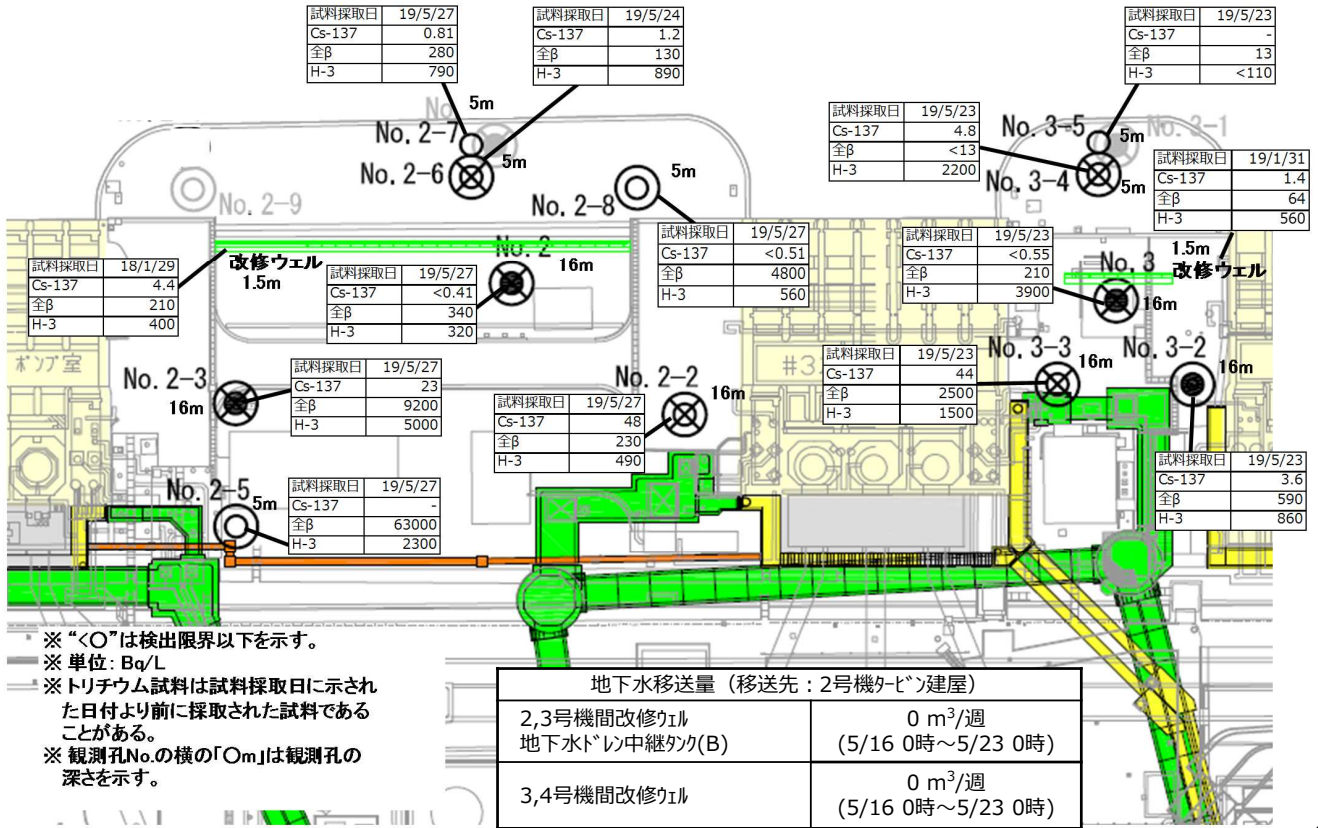 試料採取日 19/5/27
Cs-137 0.81
全β 280
H-3 790
試料採取日 19/5/24
Cs-137 1.2
全β 130
H-3 890
試料採取日 19/5/23
Cs-137 -
全β 13
H-3 <110
試料採取日 19/5/23
Cs-137 4.8
全β <13
H-3 2200
試料採取日 19/1/31
Cs-137 1.4
全β 64
H-3 560
No. 5m
No. 2-7
No. 2-6 5m
No. 2-8 5m
No. 2-9
No. 3-5 5m No. 3-1
No. 3-4 5m
試料採取日 18/1/29
Cs-137 4.4
全β 210
H-3 400
改修ウェル
1.5m
No. 2
16m
試料採取日 19/5/27
Cs-137 <0.41
全β 340
H-3 320
試料採取日 19/5/27
Cs-137 <0.51
全β 4800
H-3 560
試料採取日 19/5/23
Cs-137 <0.55
全β 210
H-3 3900
1.5m
改修ウェル
No. 3
16m
ポンプ室
No. 2-3
16m
試料採取日 19/5/27
Cs-137 23
全β 9200
H-3 5000
No. 2-2
16m
試料採取日 19/5/27
Cs-137 48
全β 230
H-3 490
#3
試料採取日 19/5/23
Cs-137 44
全β 2500
H-3 1500
No. 3-3
16m
No. 3-2
16m
試料採取日 19/5/23
Cs-137 3.6
全β 590
H-3 860
No. 2-5
5m
試料採取日 19/5/27
Cs-137 -
全β 63000
H-3 2300
※ “<○”は検出限界以下を示す。
※ 単位: Bq/L
※ トリチウム試料は試料採取日に示され
た日付より前に採取された試料である
ことがある。
※ 観測孔No.の横の「○m」は観測孔の
深さを示す。
地下水移送量（移送先：2号機ﾀｰﾋﾞﾝ建屋）
2,3号機間改修ｳｪﾙ
地下水ﾄﾞﾚﾝ中継ﾀﾝｸ(B)
0 m³/週
(5/16 0時～5/23 0時)
3,4号機間改修ｳｪﾙ
0 m³/週
(5/16 0時～5/23 0時)